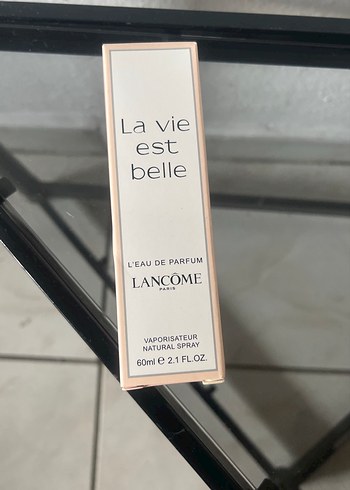 La vie
est
belle
L'EAU DE PARFUM
LANCÔME
PARIS
VAPORISATEUR
NATURAL SPRAY
60ml ℮ 2.1 FL.OZ.